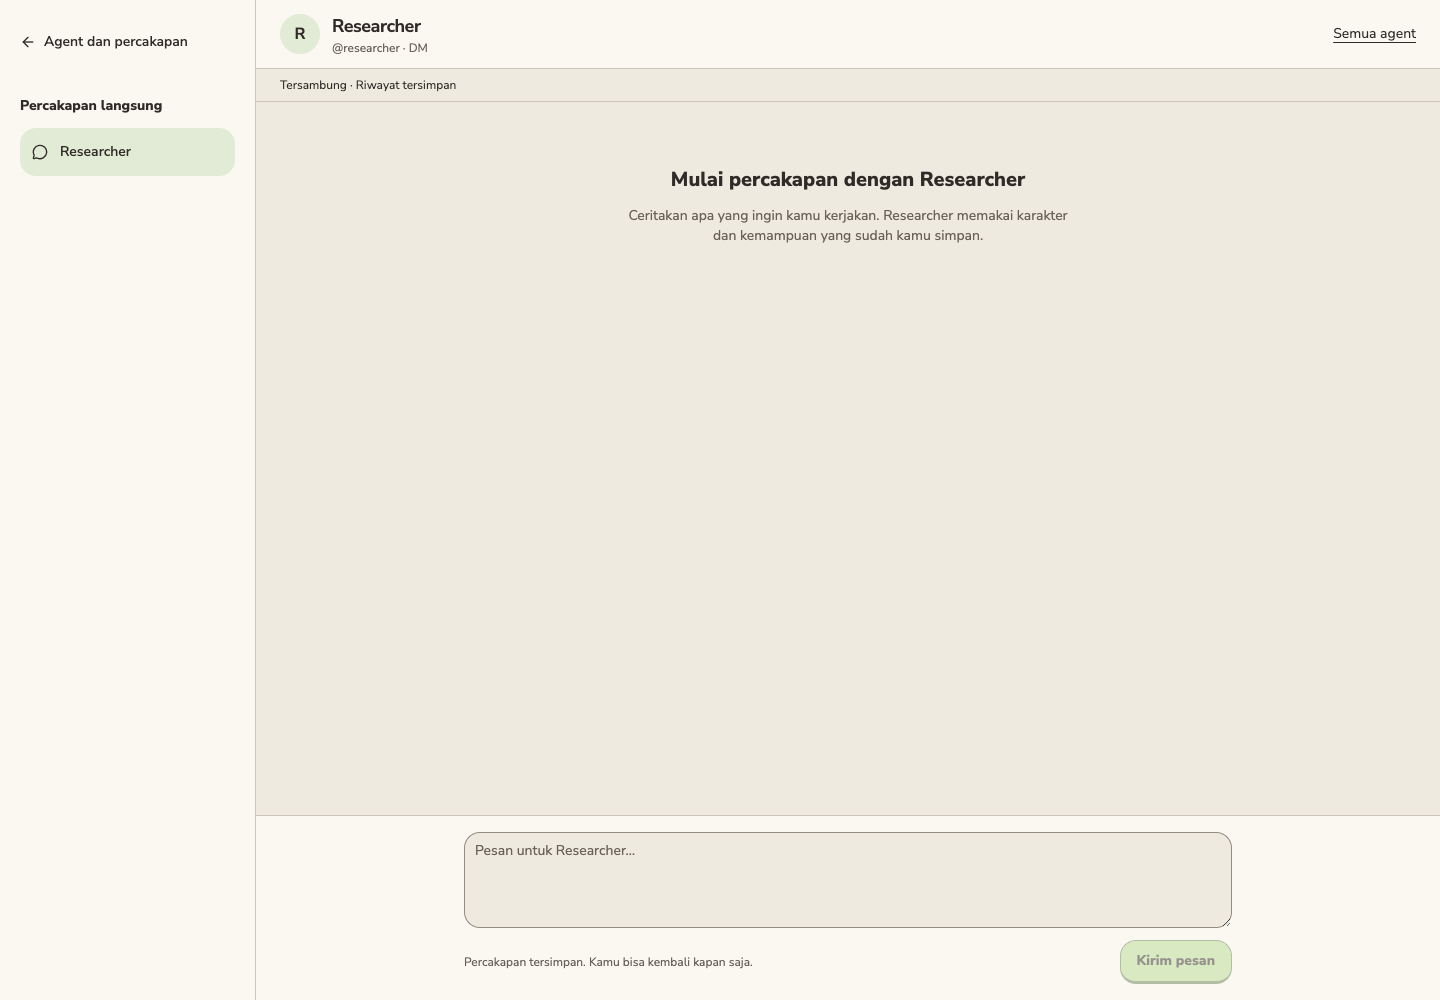 Agent dan percakapan
Percakapan langsung
Researcher
R
Researcher
@researcher · DM
Semua agent
Tersambung · Riwayat tersimpan
Mulai percakapan dengan Researcher
Ceritakan apa yang ingin kamu kerjakan. Researcher memakai karakter
dan kemampuan yang sudah kamu simpan.
Pesan untuk Researcher...
Percakapan tersimpan. Kamu bisa kembali kapan saja.
Kirim pesan